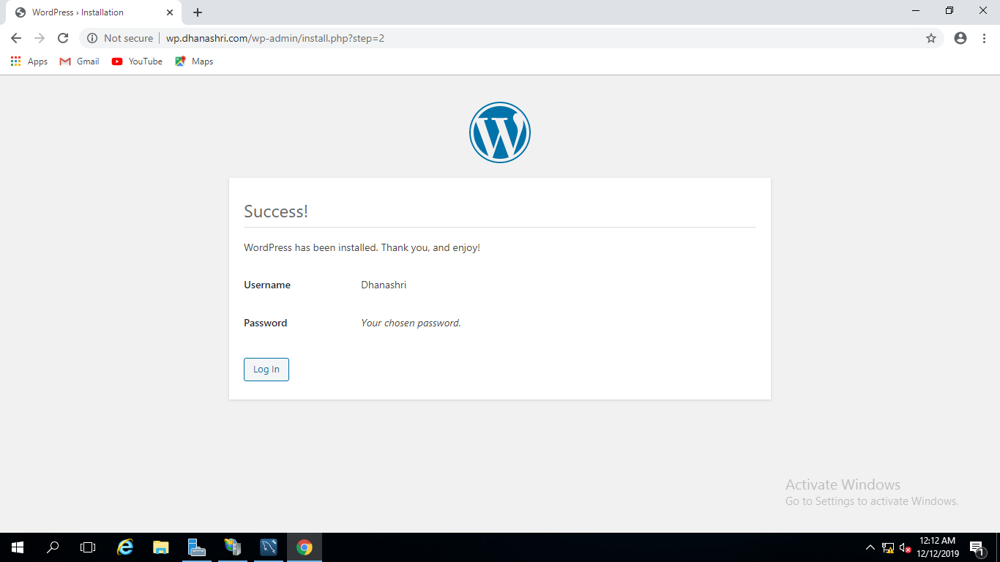 WordPress › Installation
Not secure
wp.dhanashri.com/wp-admin/install.php?step=2
Apps
Gmail
YouTube
Maps
Success!
WordPress has been installed. Thank you, and enjoy!
Username Dhanashri
Password Your chosen password.
Log In
Activate Windows
Go to Settings to activate Windows.
12:12 AM
12/12/2019
1